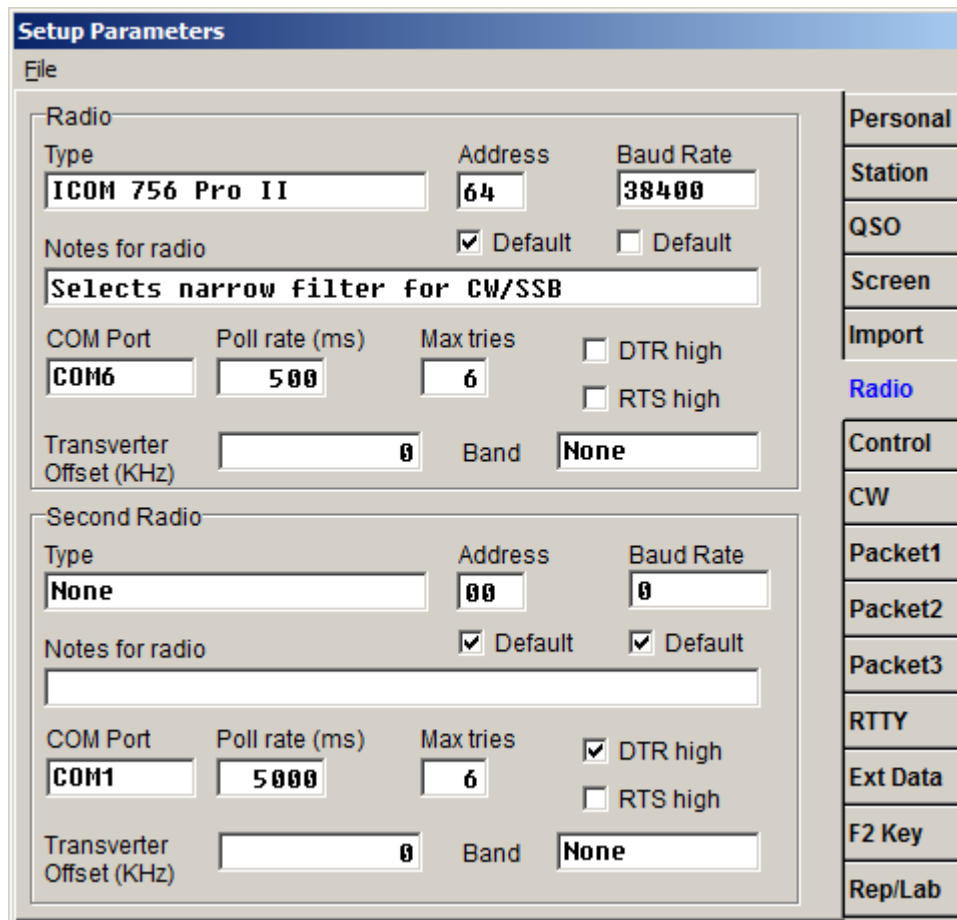 Setup Parameters
File
Radio
Type Address Baud Rate
ICOM 756 Pro II 64 38400
Default Default
Notes for radio
Selects narrow filter for CW/SSB
COM Port Poll rate (ms) Max tries DTR high
COM6 500 6
RTS high
Transverter Offset (KHz) 0 Band None
Second Radio
Type Address Baud Rate
None 00 0
Default Default
Notes for radio
COM Port Poll rate (ms) Max tries DTR high
COM1 5000 6
RTS high
Transverter Offset (KHz) 0 Band None
Personal
Station
QSO
Screen
Import
Radio
Control
CW
Packet1
Packet2
Packet3
RTTY
Ext Data
F2 Key
Rep/Lab